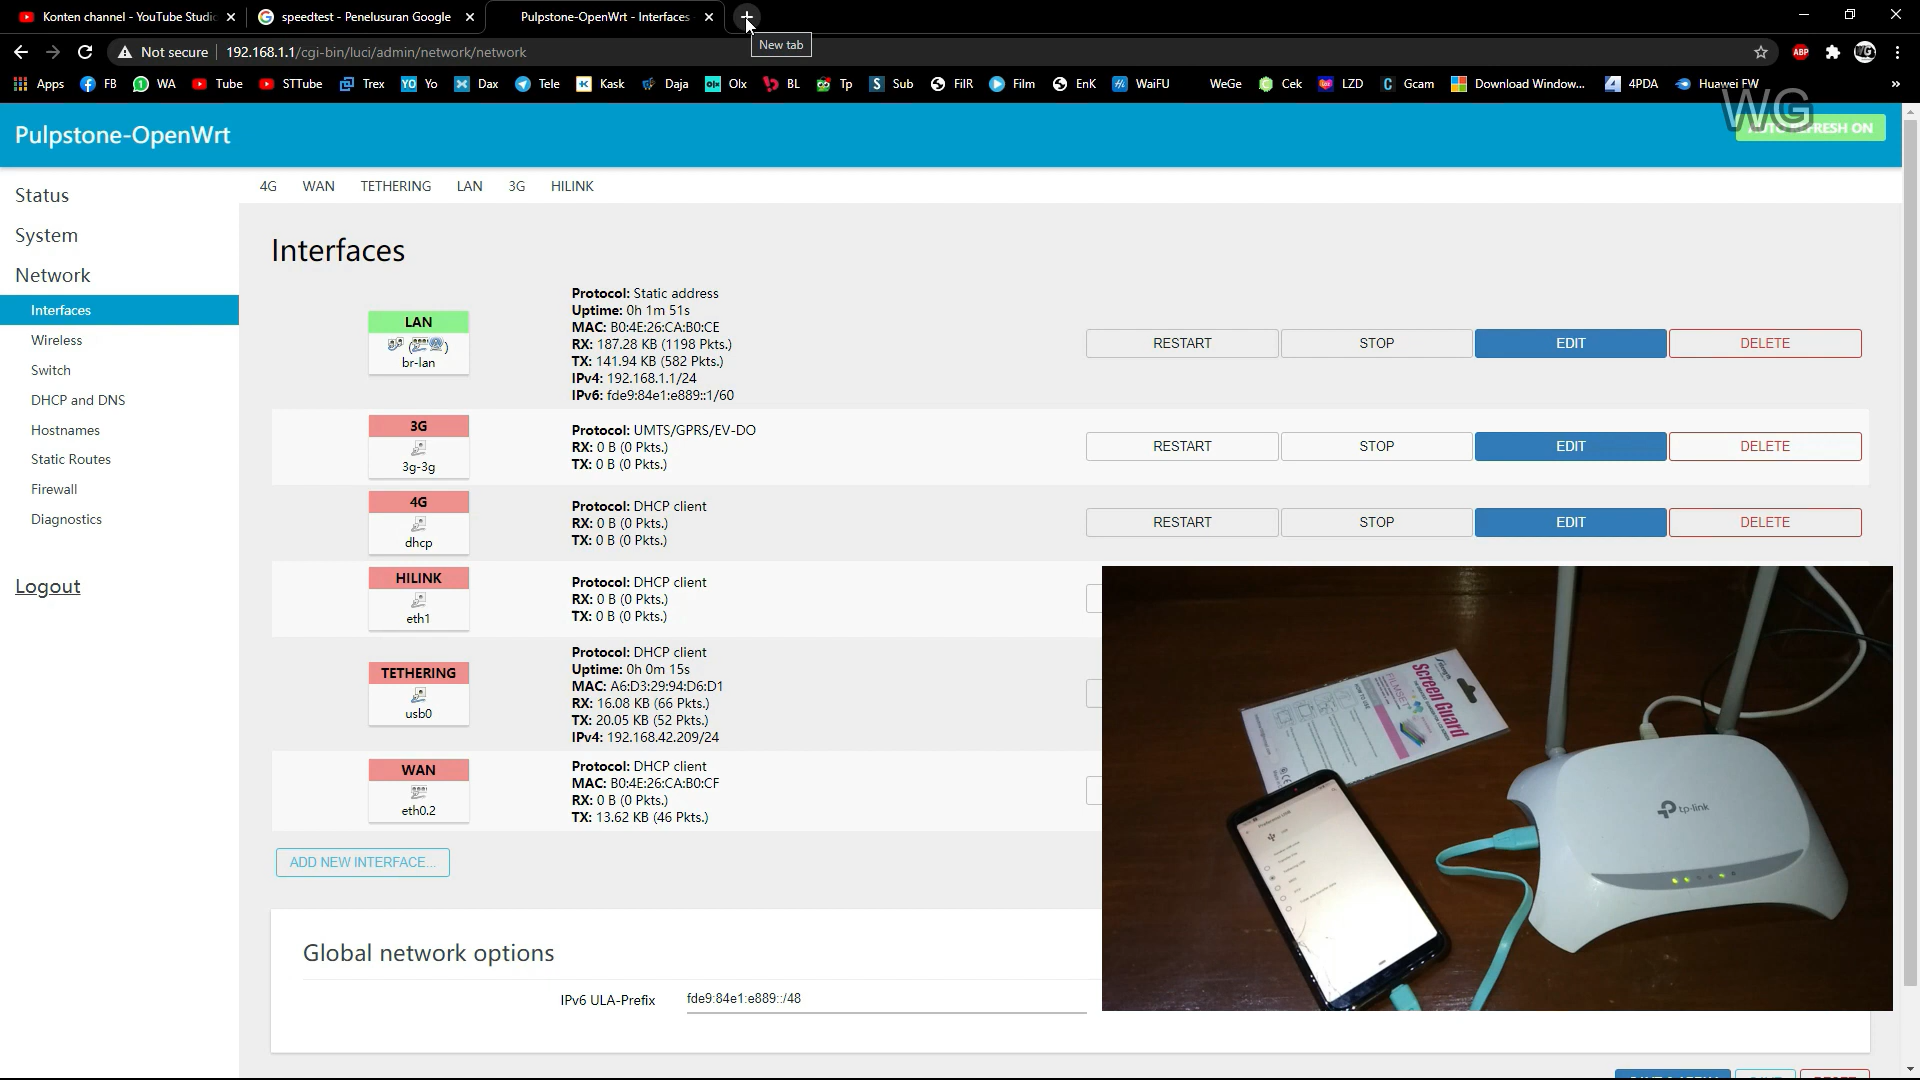 Konten channel - YouTube Studio
speedtest - Penelusuran Google
Pulpstone-OpenWrt - Interfaces
New tab
Not secure
192.168.1.1/cgi-bin/luci/admin/network/network
ABP
Apps
FB
WA
Tube
STTube
Trex
YO Yo
Dax
Tele
Kask
Daja
olx Olx
BL
Tp
S Sub
FilR
Film
EnK
WaiFU
WeGe
Cek
LZD
C Gcam
Download Window...
4PDA
Huawei FW
»
WG
Pulpstone-OpenWrt
AUTO REFRESH ON
4G WAN TETHERING LAN 3G HILINK
Status
System
Network
Interfaces
Wireless
Switch
DHCP and DNS
Hostnames
Static Routes
Firewall
Diagnostics
Logout
Interfaces
LAN
br-lan
Protocol: Static address
Uptime: 0h 1m 51s
MAC: B0:4E:26:CA:B0:CE
RX: 187.28 KB (1198 Pkts.)
TX: 141.94 KB (582 Pkts.)
IPv4: 192.168.1.1/24
IPv6: fde9:84e1:e889::1/60
RESTART STOP EDIT DELETE
3G
3g-3g
Protocol: UMTS/GPRS/EV-DO
RX: 0 B (0 Pkts.)
TX: 0 B (0 Pkts.)
RESTART STOP EDIT DELETE
4G
dhcp
Protocol: DHCP client
RX: 0 B (0 Pkts.)
TX: 0 B (0 Pkts.)
RESTART STOP EDIT DELETE
HILINK
eth1
Protocol: DHCP client
RX: 0 B (0 Pkts.)
TX: 0 B (0 Pkts.)
TETHERING
usb0
Protocol: DHCP client
Uptime: 0h 0m 15s
MAC: A6:D3:29:94:D6:D1
RX: 16.08 KB (66 Pkts.)
TX: 20.05 KB (52 Pkts.)
IPv4: 192.168.42.209/24
WAN
eth0.2
Protocol: DHCP client
MAC: B0:4E:26:CA:B0:CF
RX: 0 B (0 Pkts.)
TX: 13.62 KB (46 Pkts.)
ADD NEW INTERFACE...
Global network options
IPv6 ULA-Prefix
fde9:84e1:e889::/48
Screen Guard
tp-link